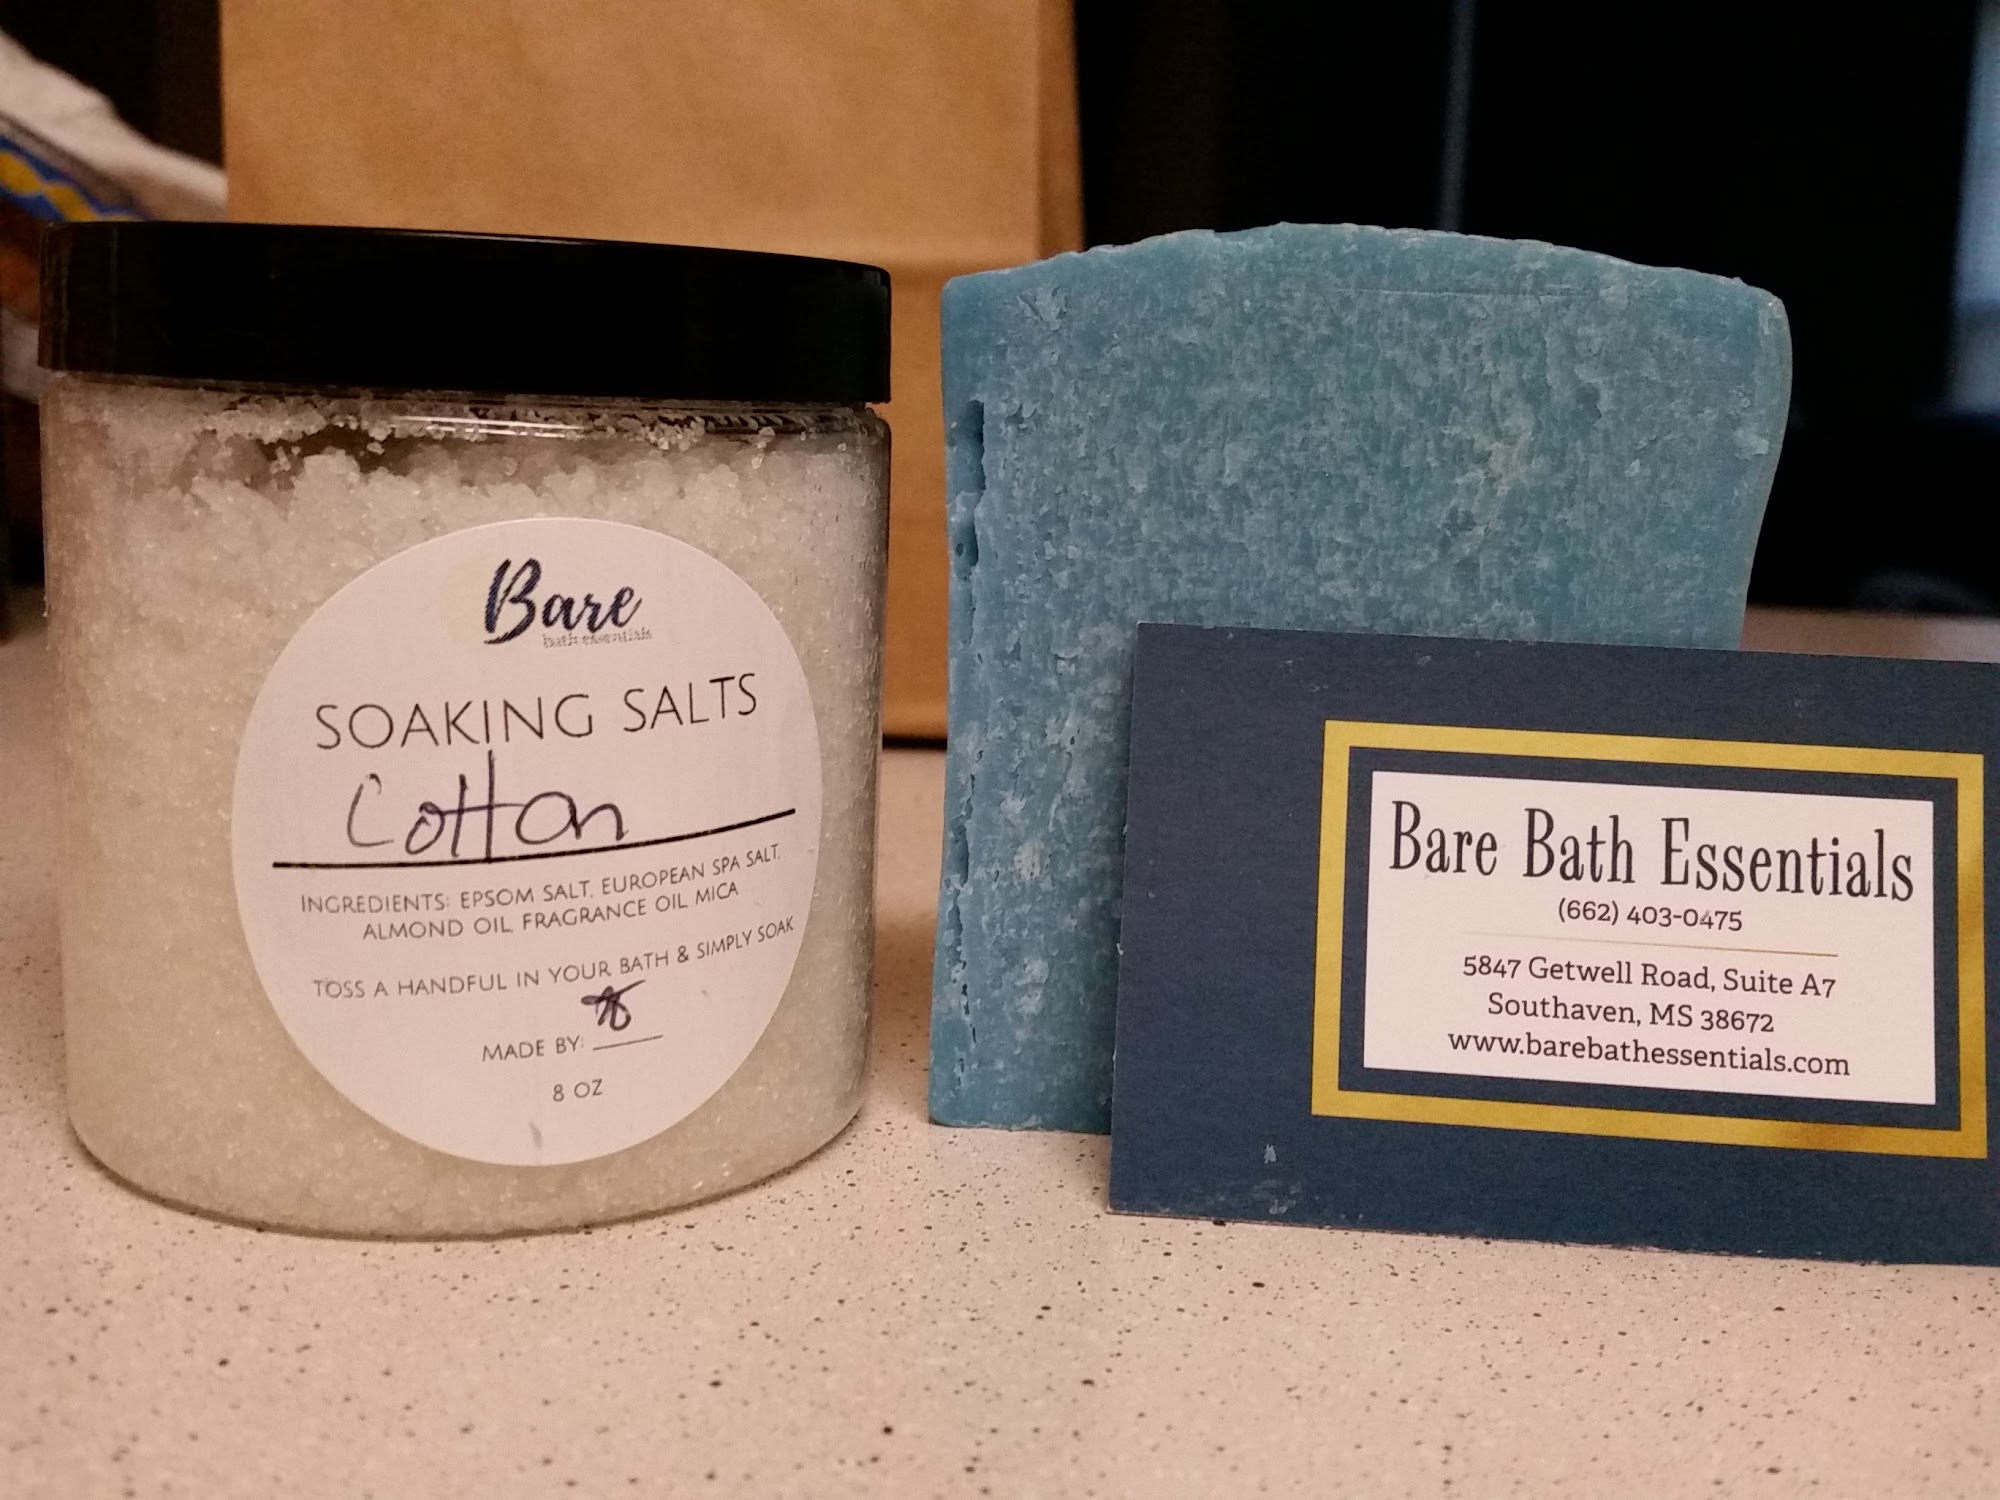 Bare
bath essentials
SOAKING SALTS
Cotton
INGREDIENTS: EPSOM SALT, EUROPEAN SPA SALT,
ALMOND OIL, FRAGRANCE OIL MICA
TOSS A HANDFUL IN YOUR BATH & SIMPLY SOAK
MADE BY:
8 OZ
Bare Bath Essentials
(662) 403-0475
5847 Getwell Road, Suite A7
Southaven, MS 38672
www.barebathessentials.com